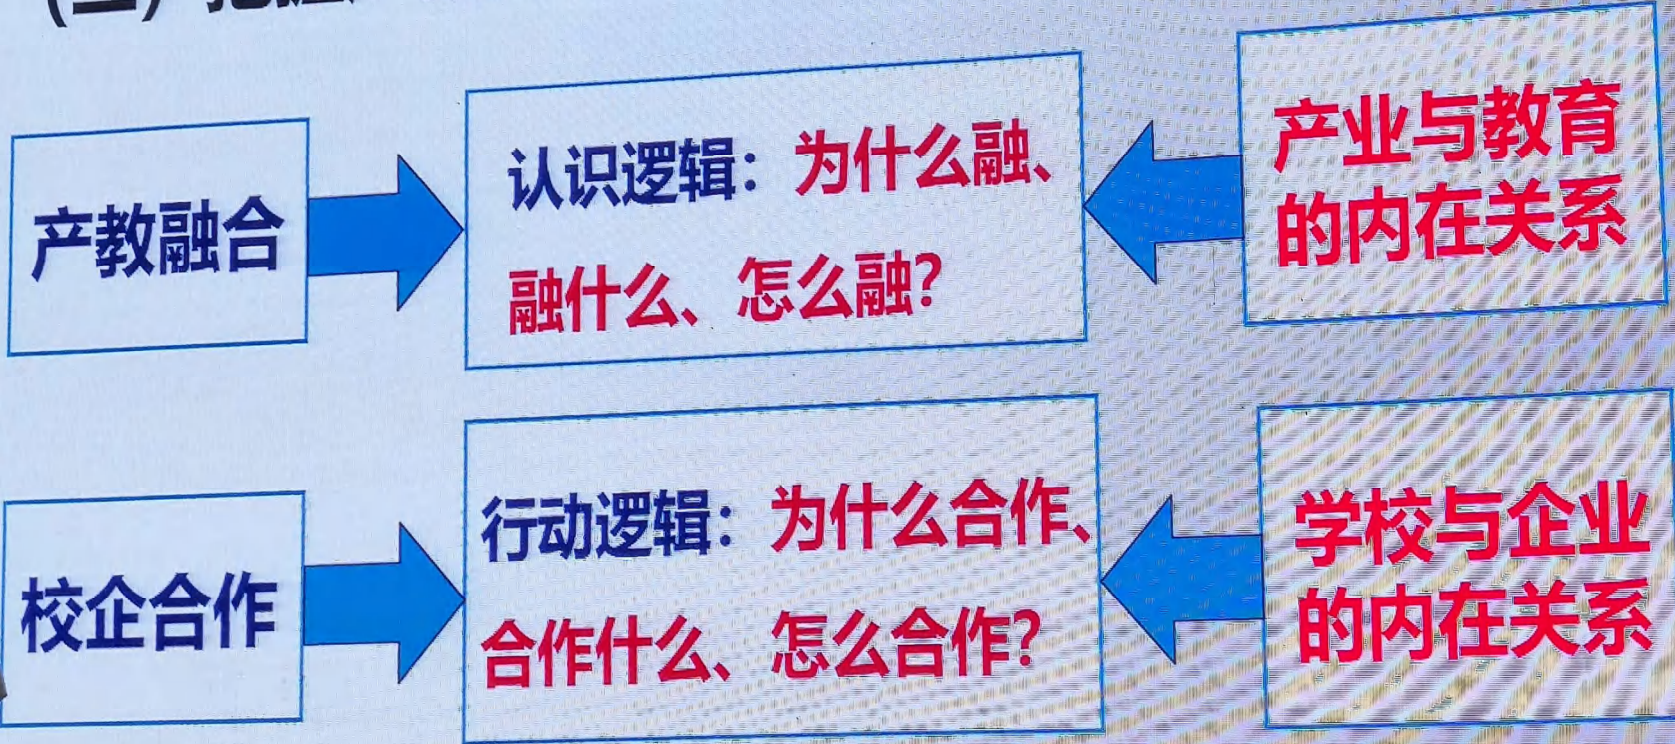 产教融合
认识逻辑：为什么融、
融什么、怎么融？
产业与教育
的内在关系
校企合作
行动逻辑：为什么合作、
合作什么、怎么合作？
学校与企业
的内在关系